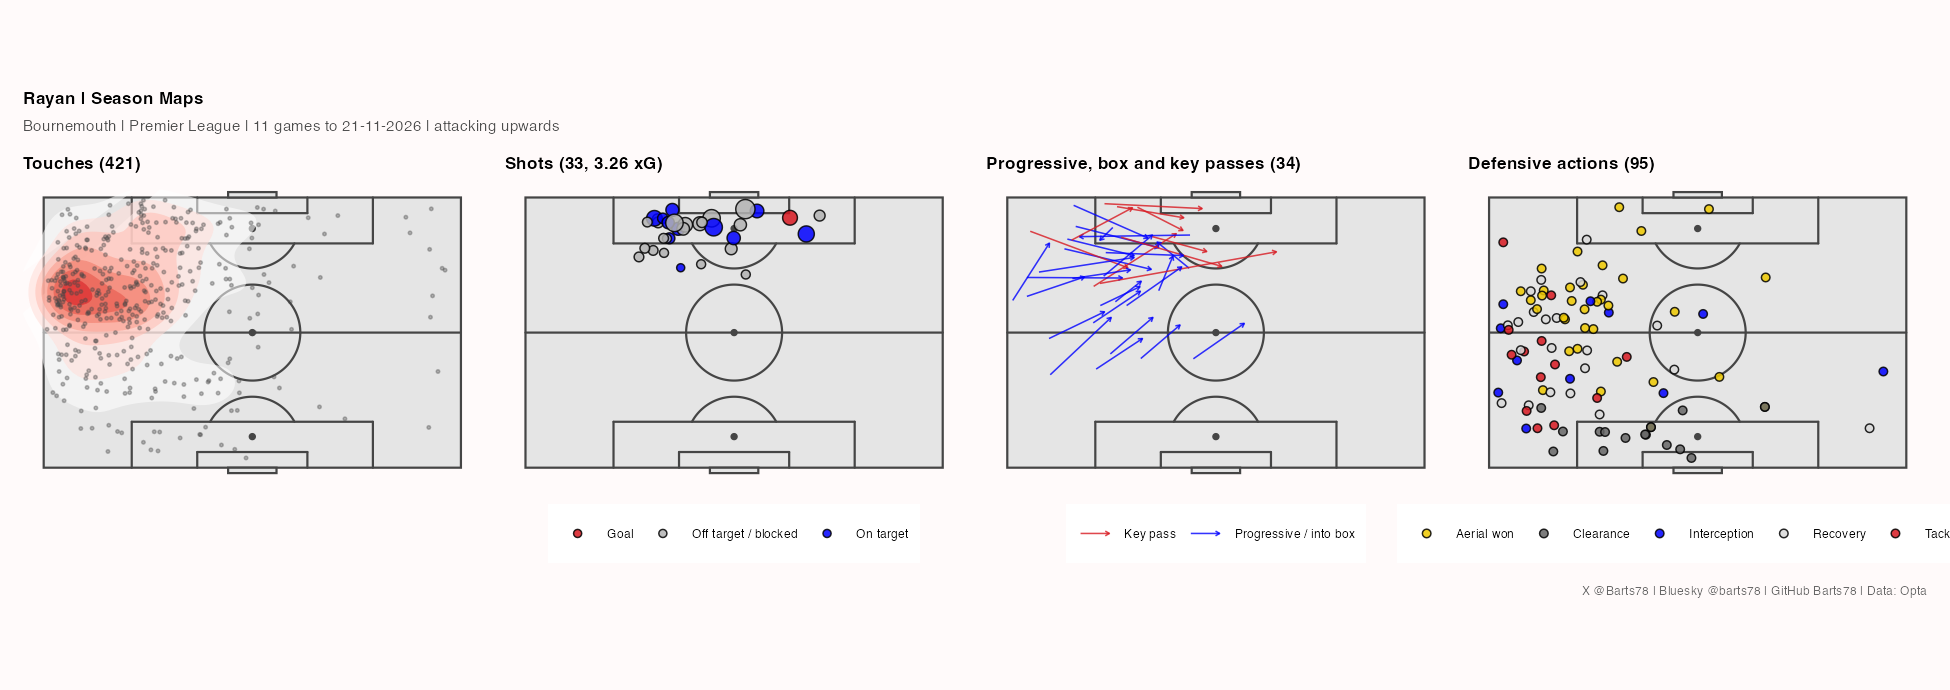 Rayan | Season Maps
Bournemouth | Premier League | 11 games to 21-11-2026 | attacking upwards
Touches (421)
Shots (33, 3.26 xG)
Progressive, box and key passes (34)
Defensive actions (95)
Goal
Off target / blocked
On target
Key pass
Progressive / into box
Aerial won
Clearance
Interception
Recovery
Tack
X @Barts78 | Bluesky @barts78 | GitHub Barts78 | Data: Opta